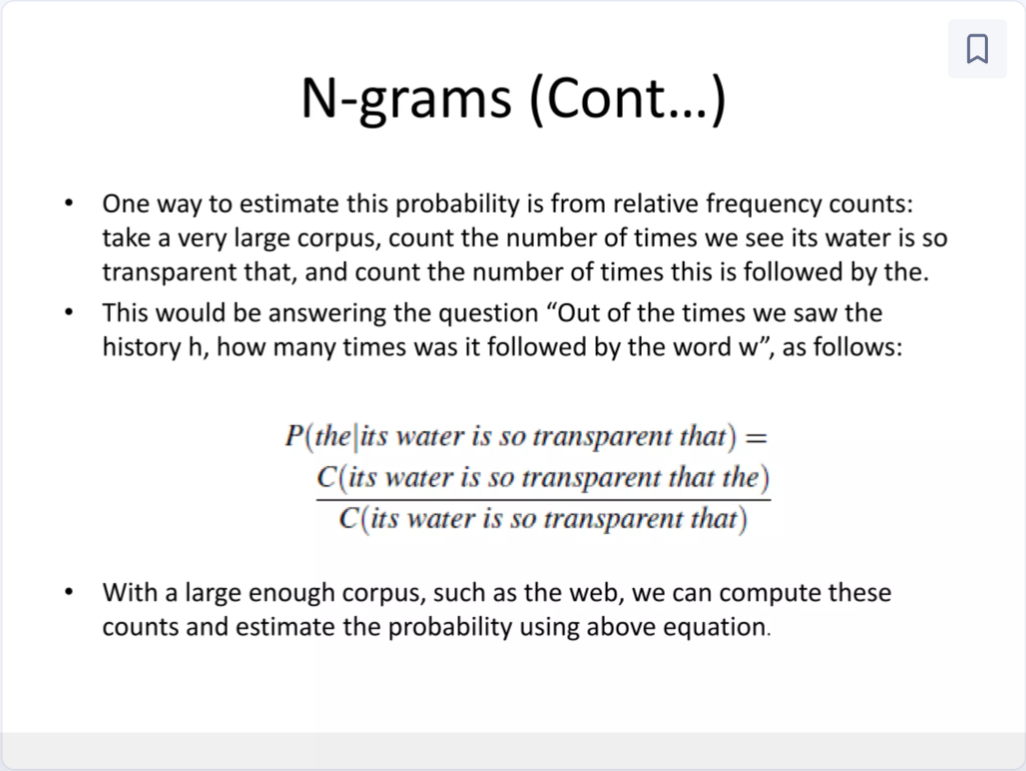 N-grams (Cont…)
• One way to estimate this probability is from relative frequency counts:
take a very large corpus, count the number of times we see its water is so
transparent that, and count the number of times this is followed by the.
• This would be answering the question “Out of the times we saw the
history h, how many times was it followed by the word w”, as follows:
P(the|its water is so transparent that) =
C(its water is so transparent that the)
C(its water is so transparent that)
• With a large enough corpus, such as the web, we can compute these
counts and estimate the probability using above equation.